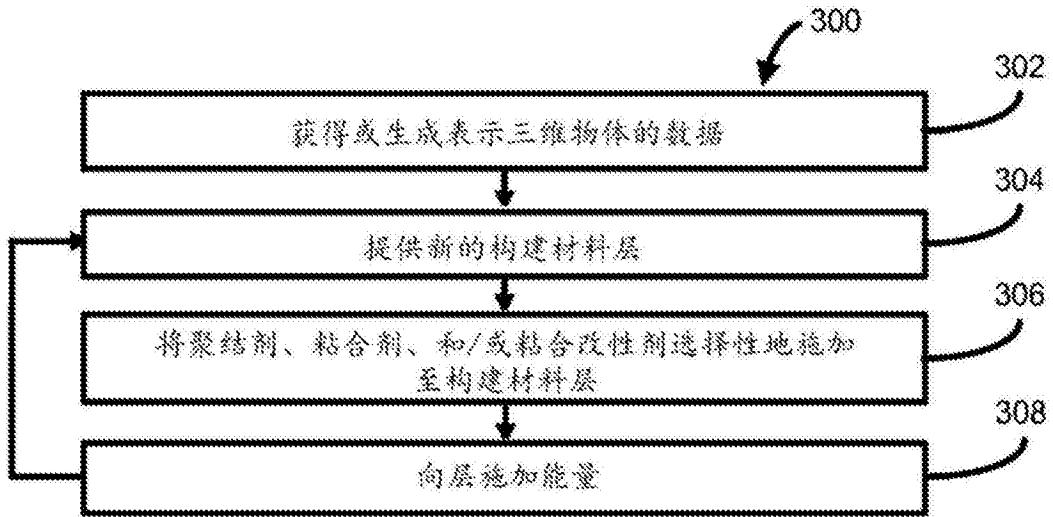 300
302
获得或生成表示三维物体的数据
304
提供新的构建材料层
306
将聚结剂、粘合剂、和/或粘合改性剂选择性地施加
至构建材料层
308
向层施加能量